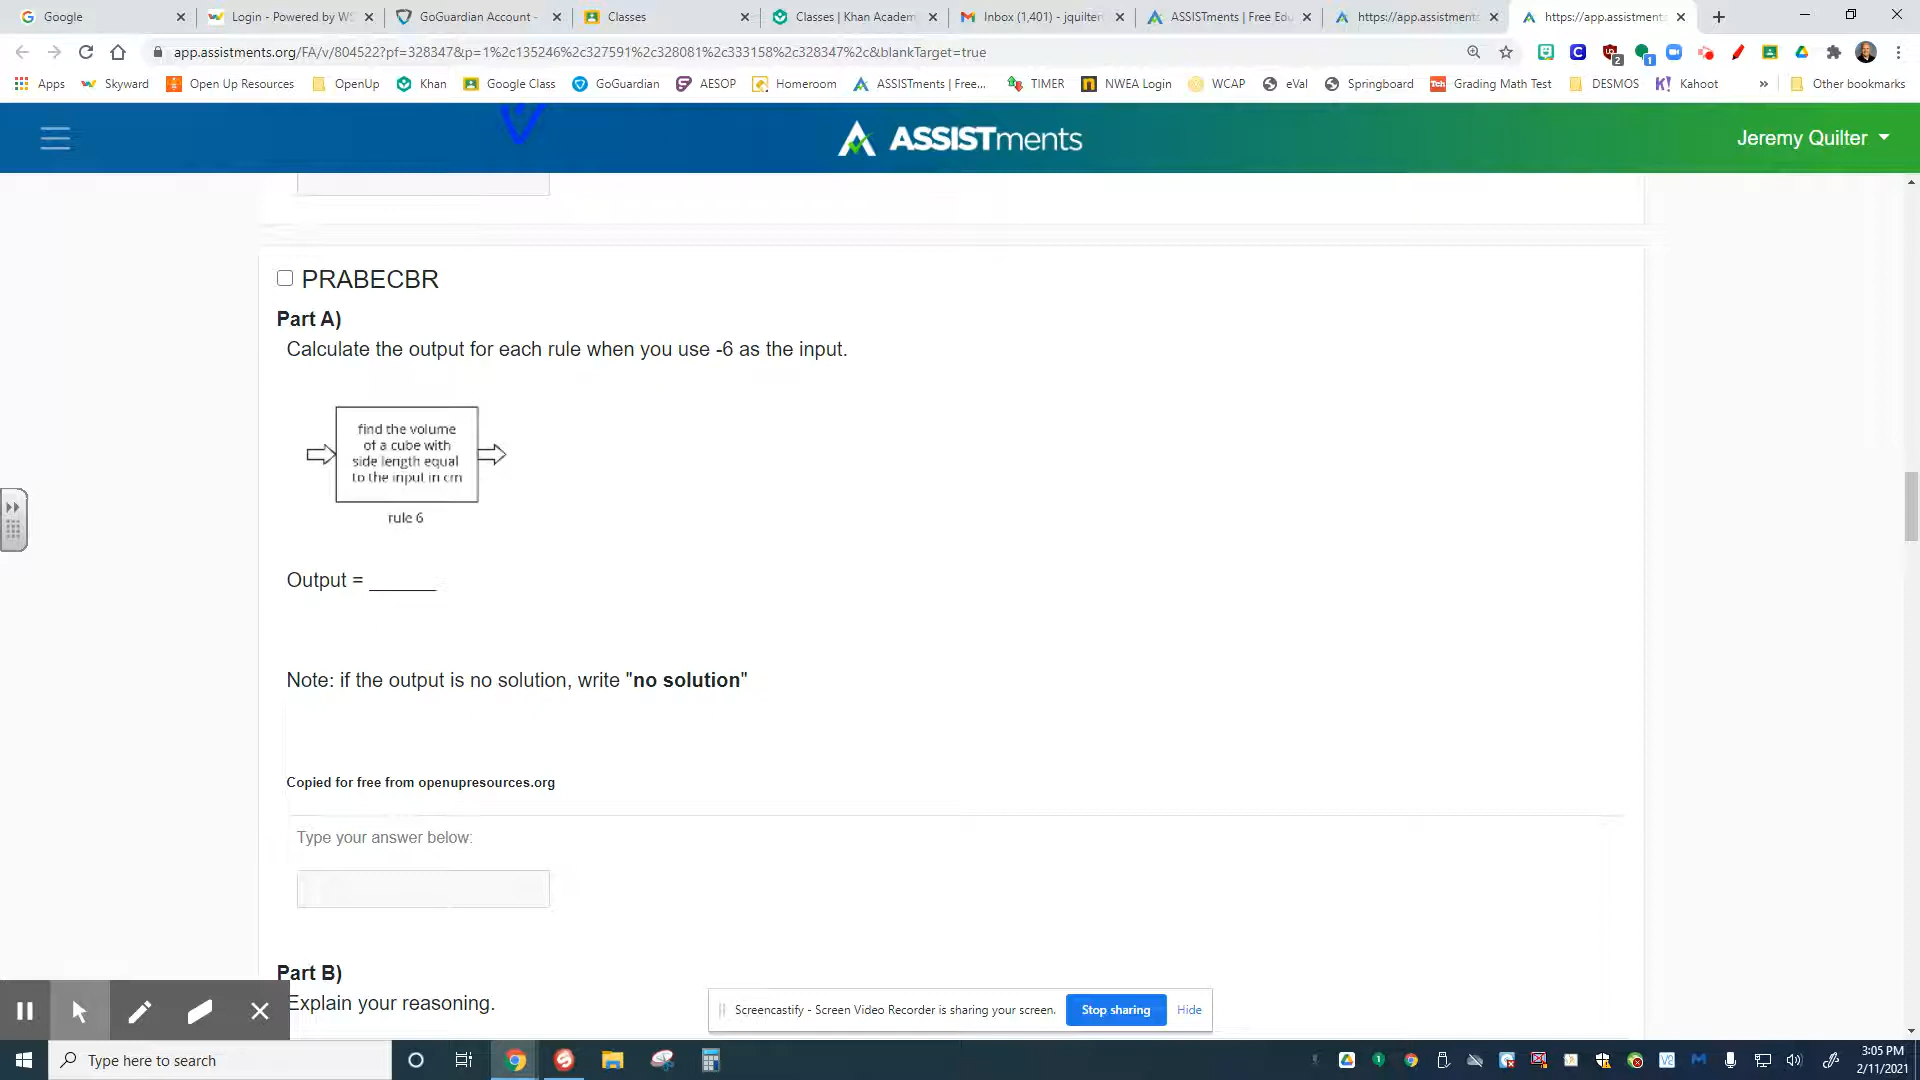 Google
Login - Powered by WS
GoGuardian Account -
Classes
Classes | Khan Academ
Inbox (1,401) - jquilter
ASSISTments | Free Edu
https://app.assistment
https://app.assistments
app.assistments.org/FA/v/804522?pf=328347&p=1%2c135246%2c327591%2c328081%2c333158%2c328347%2c&blankTarget=true
Apps
Skyward
Open Up Resources
OpenUp
Khan
Google Class
GoGuardian
AESOP
Homeroom
ASSISTments | Free...
TIMER
NWEA Login
WCAP
eVal
Springboard
Grading Math Test
DESMOS
Kahoot
Other bookmarks
ASSISTments
Jeremy Quilter
PRABECBR
Part A)
Calculate the output for each rule when you use -6 as the input.
find the volume
of a cube with
side length equal
to the input in cm
rule 6
Output = ______
Note: if the output is no solution, write "no solution"
Copied for free from openupresources.org
Type your answer below:
Part B)
Explain your reasoning.
Screencastify - Screen Video Recorder is sharing your screen.
Stop sharing
Hide
Type here to search
3:05 PM
2/11/2021